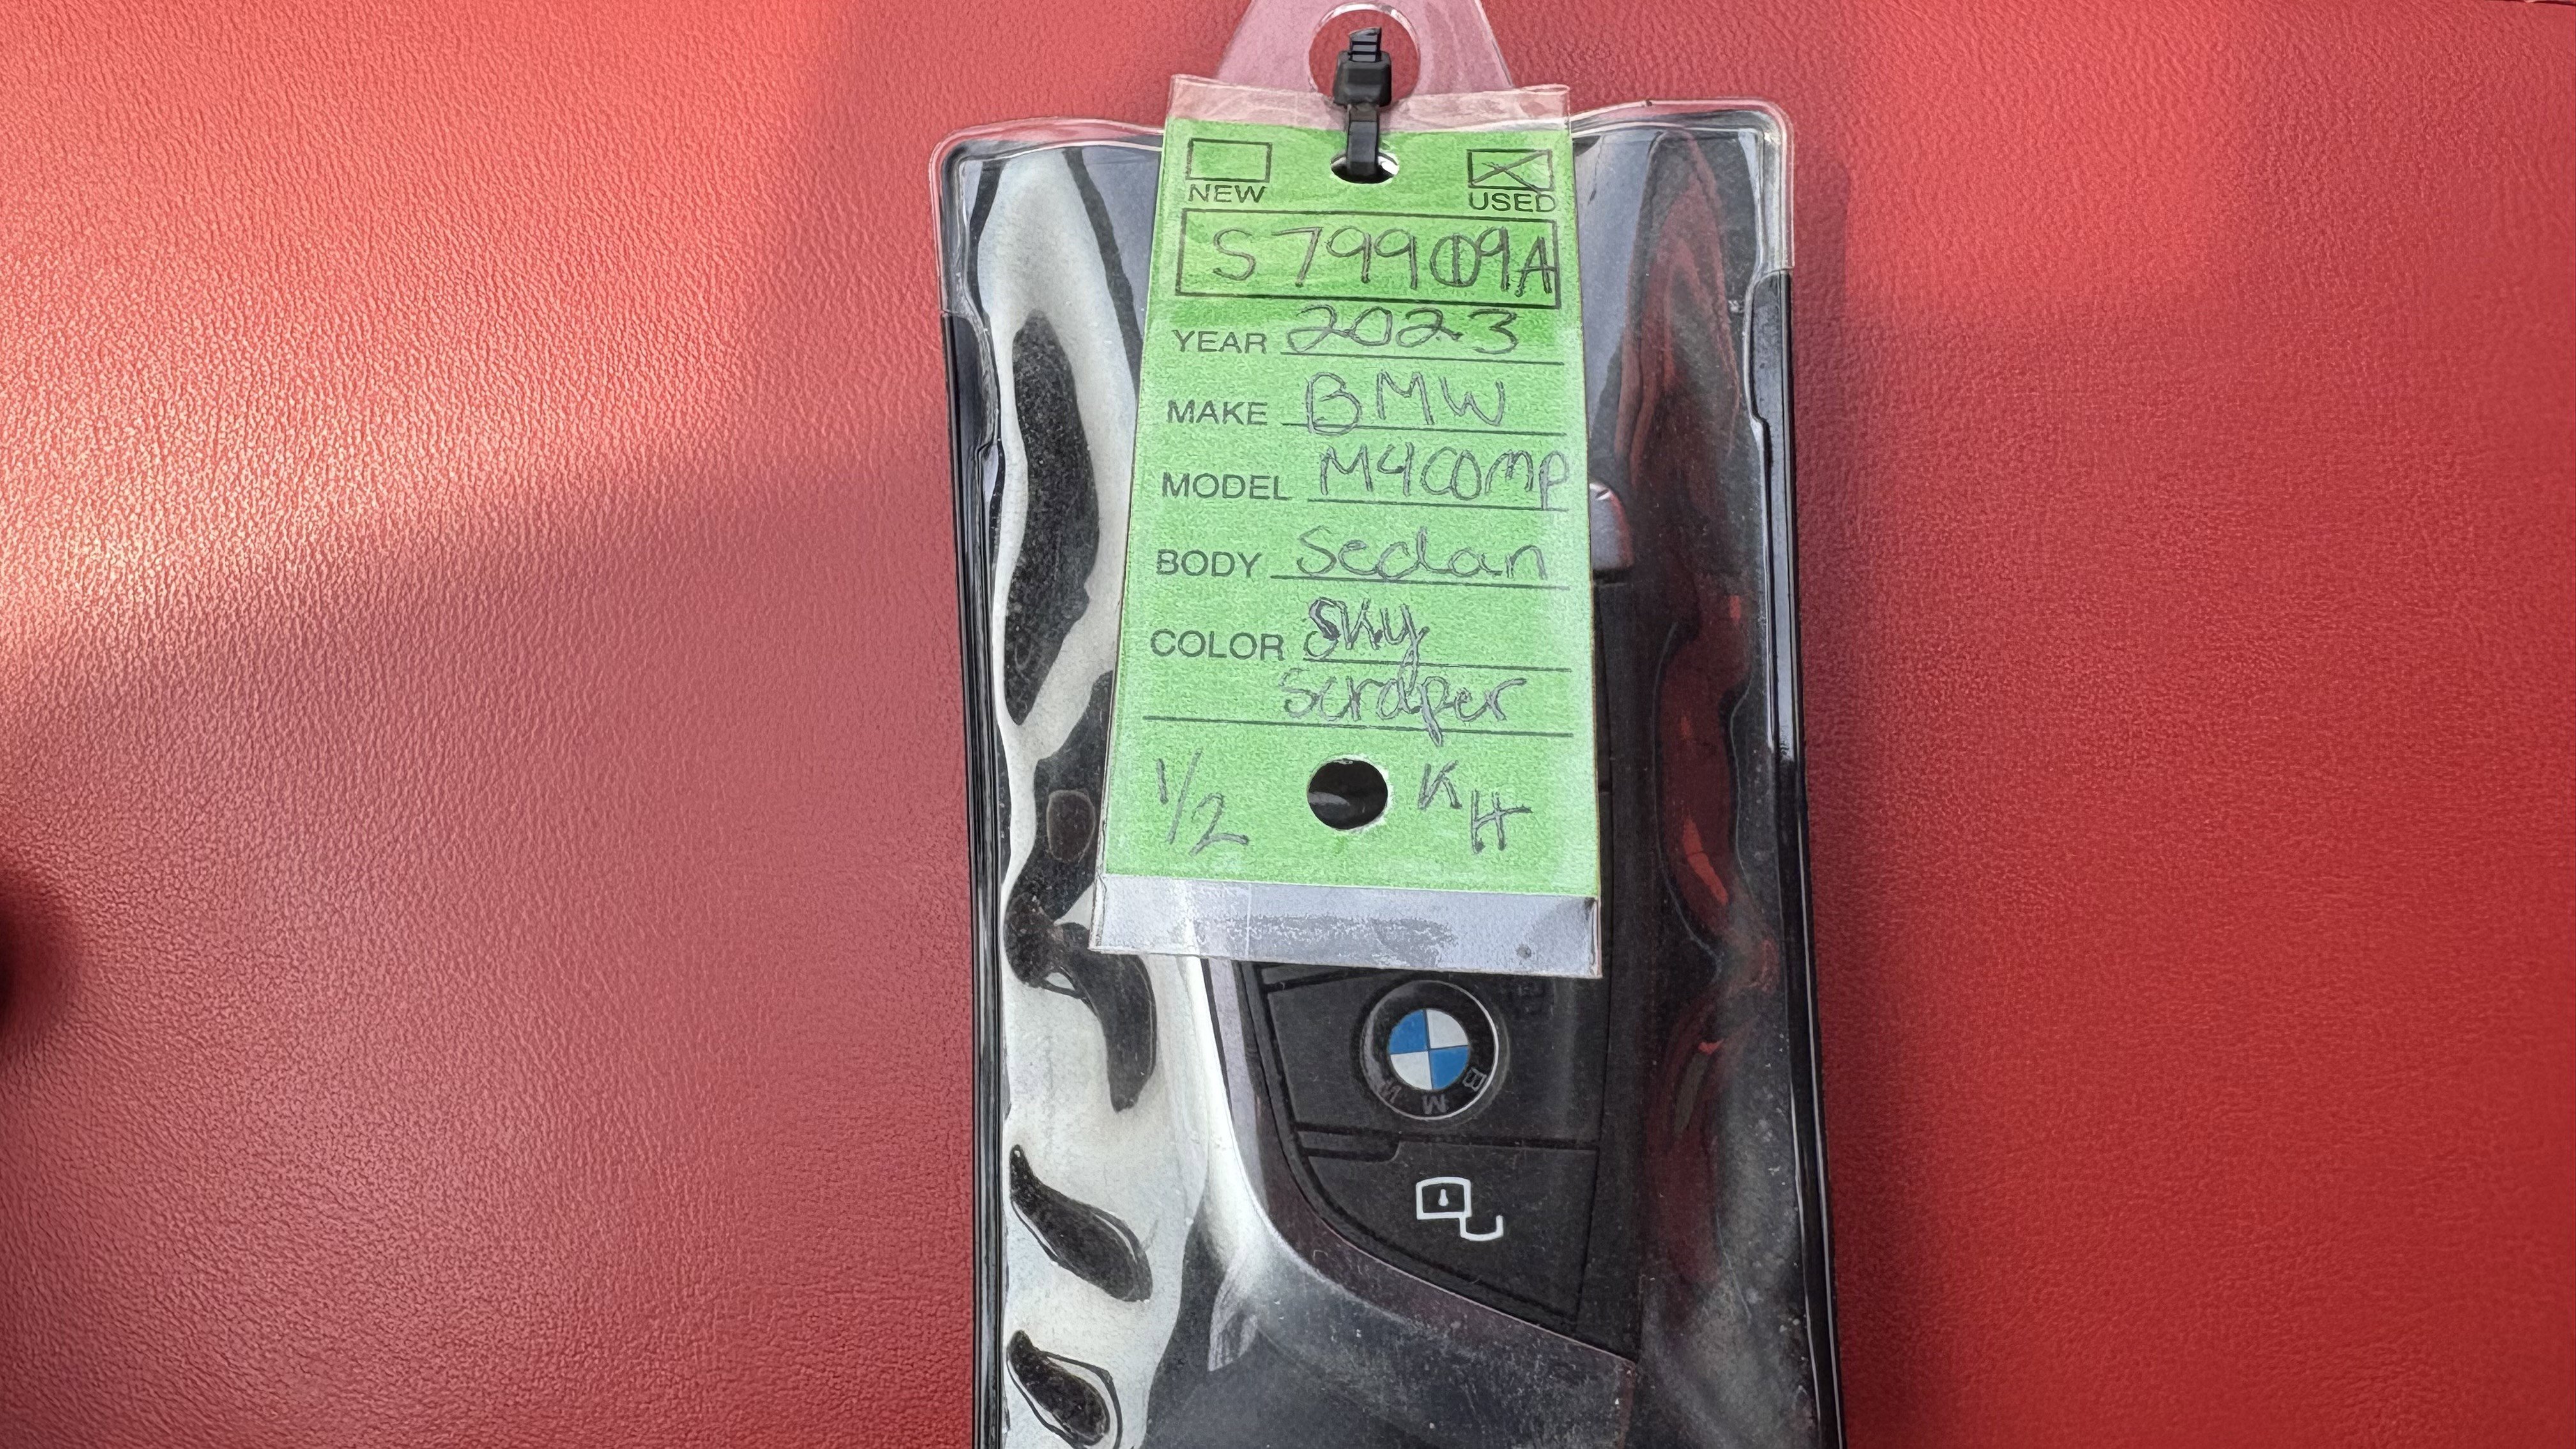 NEW USED
S79909A
YEAR 2023
MAKE BMW
MODEL M4COMP
BODY Sedan
COLOR Sky
Scraper
1/2 KH
BMW